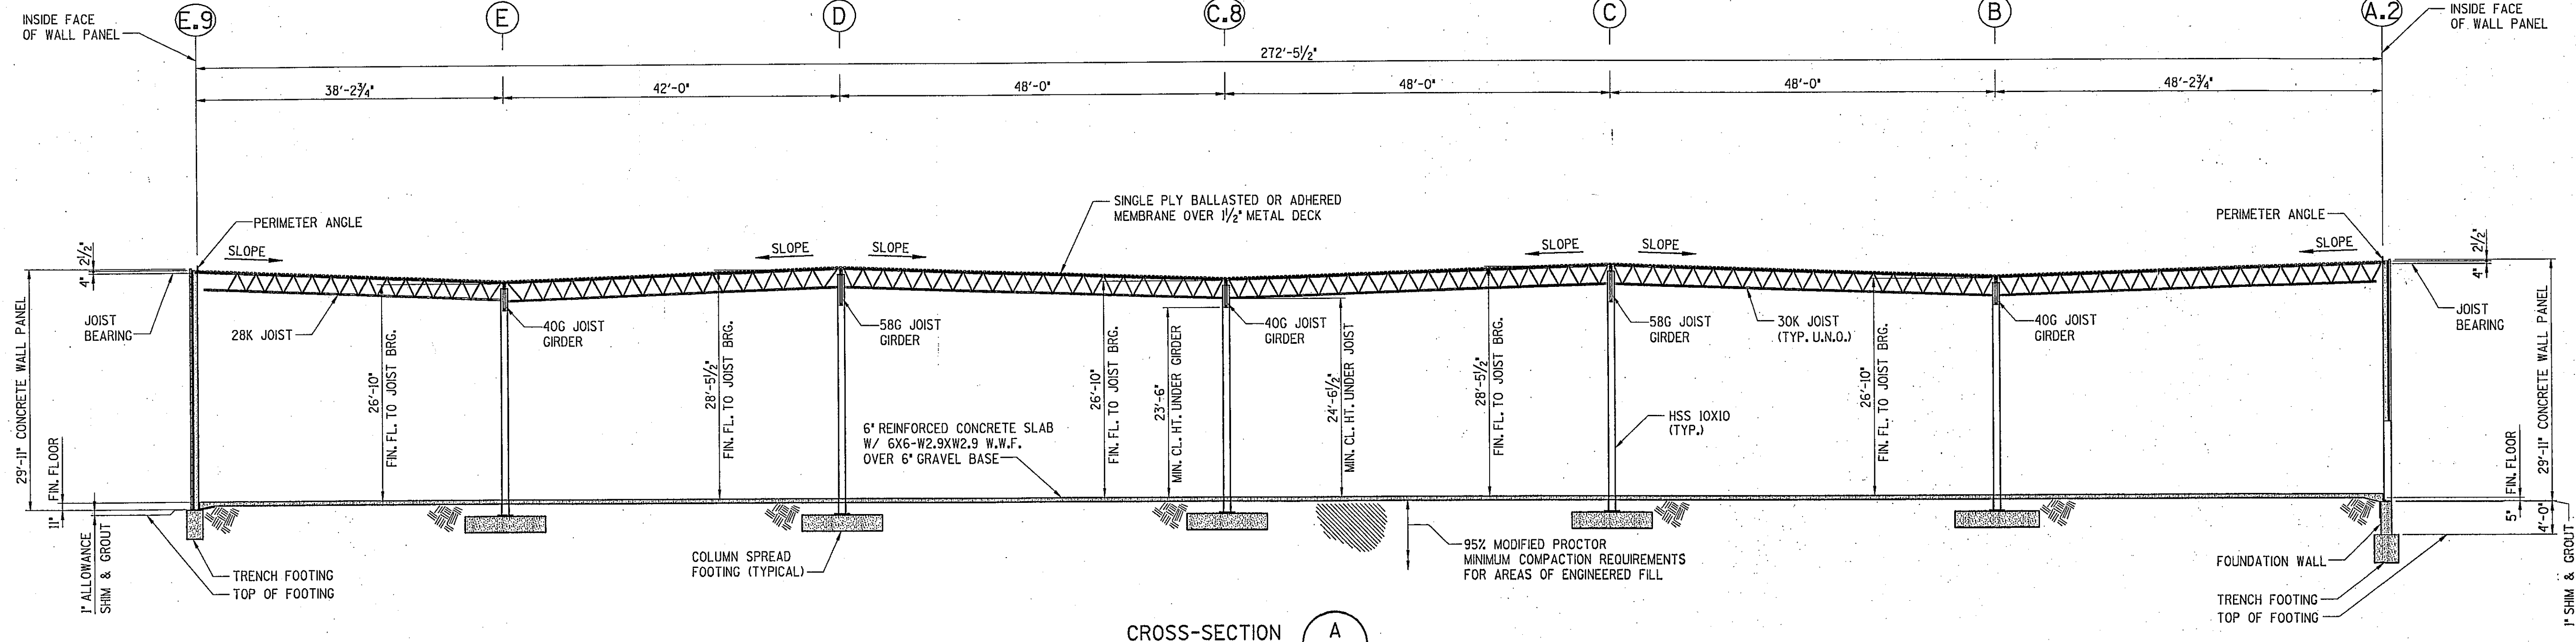 INSIDE FACE
OF WALL PANEL
E.9
E
D
C.8
C
B
A.2
INSIDE FACE
OF WALL PANEL
272'-5½"
38'-2¾"
42'-0"
48'-0"
48'-0"
48'-0"
48'-2¾"
PERIMETER ANGLE
SINGLE PLY BALLASTED OR ADHERED
MEMBRANE OVER 1½" METAL DECK
PERIMETER ANGLE
SLOPE
SLOPE
SLOPE
SLOPE
SLOPE
SLOPE
2½"
4"
2½"
4"
JOIST
BEARING
28K JOIST
40G JOIST
GIRDER
58G JOIST
GIRDER
40G JOIST
GIRDER
58G JOIST
GIRDER
30K JOIST
(TYP. U.N.O.)
40G JOIST
GIRDER
JOIST
BEARING
29'-11" CONCRETE WALL PANEL
26'-10"
FIN. FL. TO JOIST BRG.
28'-5½"
FIN. FL. TO JOIST BRG.
26'-10"
FIN. FL. TO JOIST BRG.
23'-6"
MIN. CL. HT. UNDER GIRDER
24'-6½"
MIN. CL. HT. UNDER JOIST
28'-5½"
FIN. FL. TO JOIST BRG.
26'-10"
FIN. FL. TO JOIST BRG.
29'-11" CONCRETE WALL PANEL
HSS 10X10
(TYP.)
6" REINFORCED CONCRETE SLAB
W/ 6X6-W2.9XW2.9 W.W.F.
OVER 6" GRAVEL BASE
FIN. FLOOR
11"
1" ALLOWANCE
SHIM & GROUT
FIN. FLOOR
5"
4'-0"
1" SHIM & GROUT
TRENCH FOOTING
TOP OF FOOTING
COLUMN SPREAD
FOOTING (TYPICAL)
95% MODIFIED PROCTOR
MINIMUM COMPACTION REQUIREMENTS
FOR AREAS OF ENGINEERED FILL
FOUNDATION WALL
TRENCH FOOTING
TOP OF FOOTING
CROSS-SECTION
A